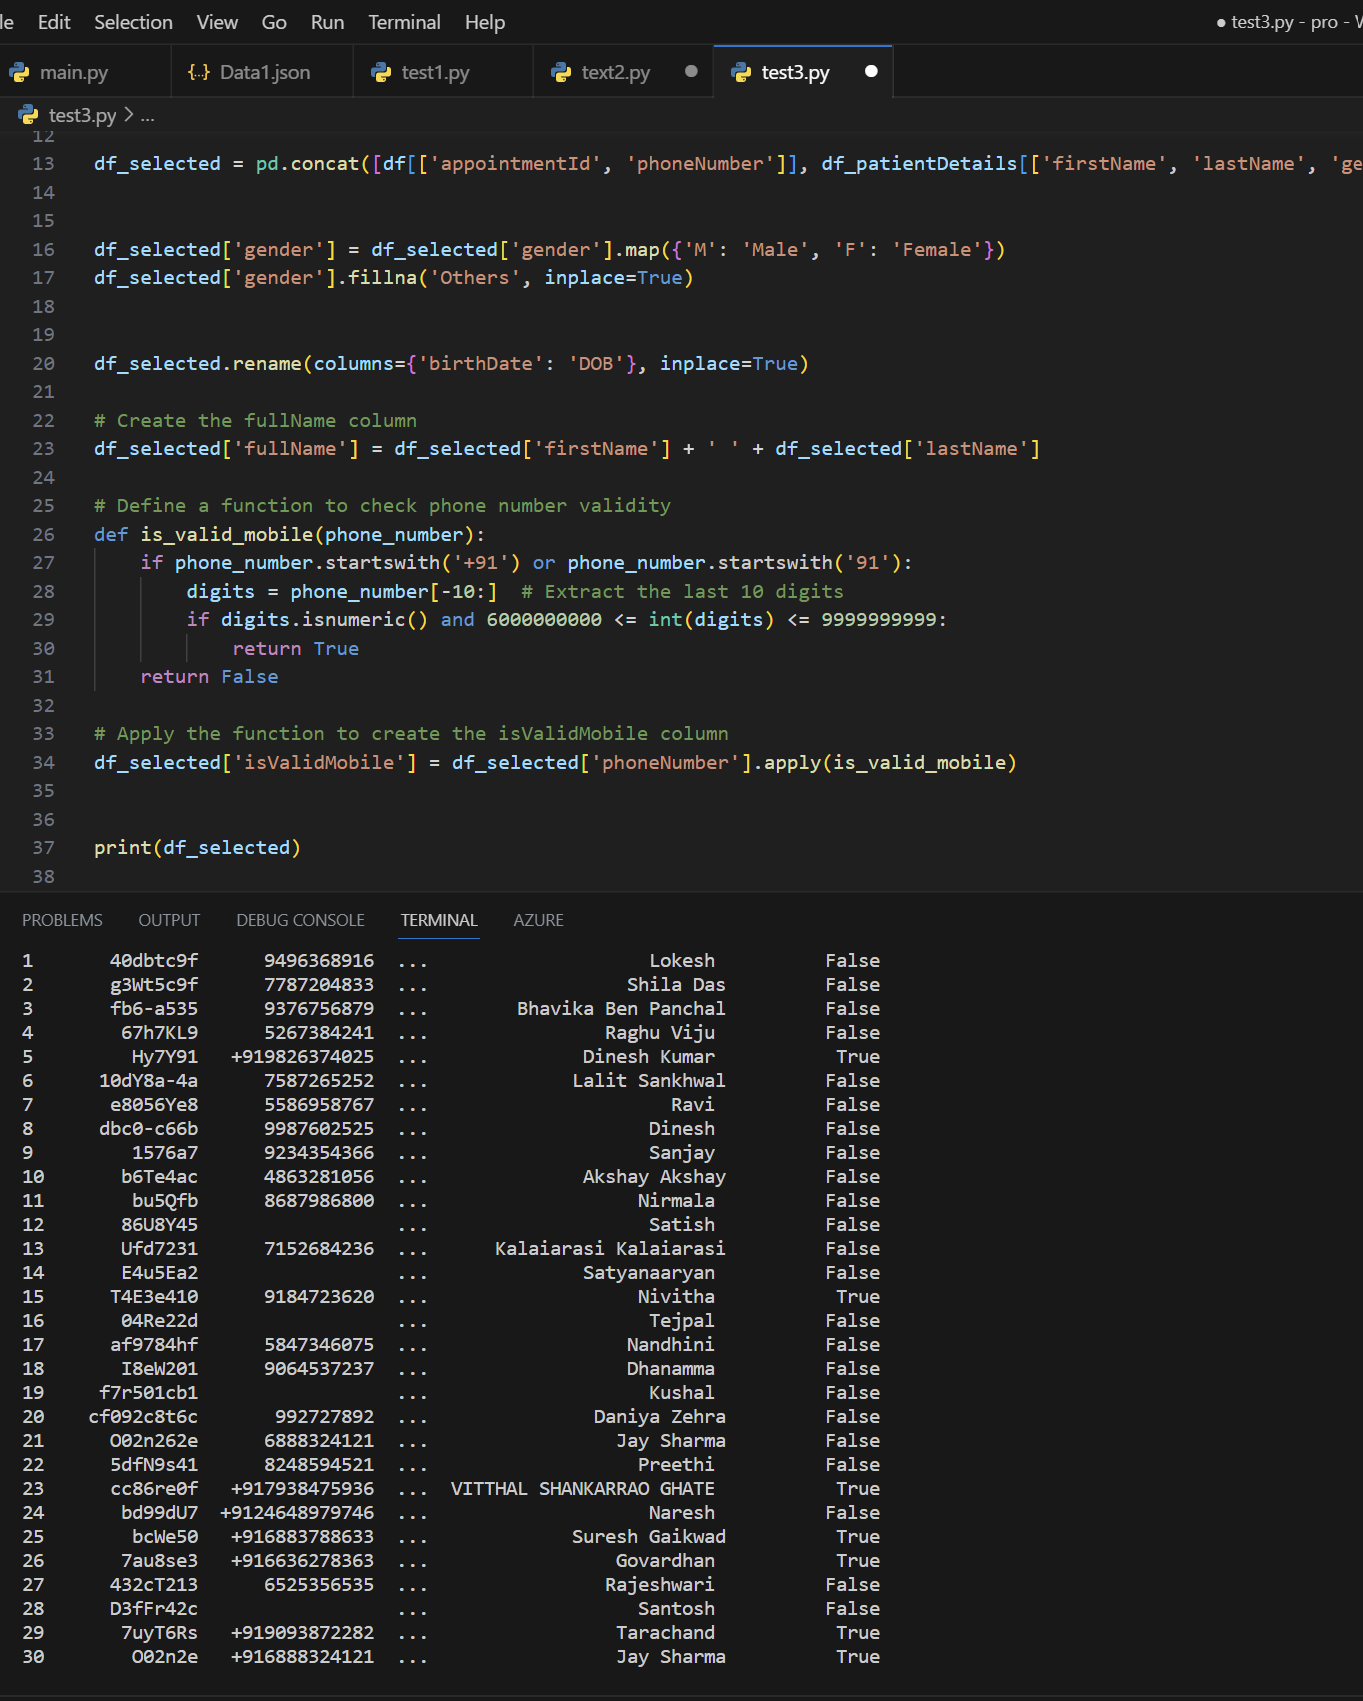 le Edit Selection View Go Run Terminal Help ● test3.py - pro - V
main.py {..} Data1.json test1.py text2.py ● test3.py ●
test3.py > ...
12
13 df_selected = pd.concat([df[['appointmentId', 'phoneNumber']], df_patientDetails[['firstName', 'lastName', 'ge
14
15
16 df_selected['gender'] = df_selected['gender'].map({'M': 'Male', 'F': 'Female'})
17 df_selected['gender'].fillna('Others', inplace=True)
18
19
20 df_selected.rename(columns={'birthDate': 'DOB'}, inplace=True)
21
22 # Create the fullName column
23 df_selected['fullName'] = df_selected['firstName'] + ' ' + df_selected['lastName']
24
25 # Define a function to check phone number validity
26 def is_valid_mobile(phone_number):
27     if phone_number.startswith('+91') or phone_number.startswith('91'):
28         digits = phone_number[-10:]  # Extract the last 10 digits
29         if digits.isnumeric() and 6000000000 <= int(digits) <= 9999999999:
30             return True
31     return False
32
33 # Apply the function to create the isValidMobile column
34 df_selected['isValidMobile'] = df_selected['phoneNumber'].apply(is_valid_mobile)
35
36
37 print(df_selected)
38
PROBLEMS OUTPUT DEBUG CONSOLE TERMINAL AZURE
1 40dbtc9f 9496368916 ... Lokesh False
2 g3Wt5c9f 7787204833 ... Shila Das False
3 fb6-a535 9376756879 ... Bhavika Ben Panchal False
4 67h7KL9 5267384241 ... Raghu Viju False
5 Hy7Y91 +919826374025 ... Dinesh Kumar True
6 10dY8a-4a 7587265252 ... Lalit Sankhwal False
7 e8056Ye8 5586958767 ... Ravi False
8 dbc0-c66b 9987602525 ... Dinesh False
9 1576a7 9234354366 ... Sanjay False
10 b6Te4ac 4863281056 ... Akshay Akshay False
11 bu5Qfb 8687986800 ... Nirmala False
12 86U8Y45 ... Satish False
13 Ufd7231 7152684236 ... Kalaiarasi Kalaiarasi False
14 E4u5Ea2 ... Satyanaaryan False
15 T4E3e410 9184723620 ... Nivitha True
16 04Re22d ... Tejpal False
17 af9784hf 5847346075 ... Nandhini False
18 I8eW201 9064537237 ... Dhanamma False
19 f7r501cb1 ... Kushal False
20 cf092c8t6c 992727892 ... Daniya Zehra False
21 O02n262e 6888324121 ... Jay Sharma False
22 5dfN9s41 8248594521 ... Preethi False
23 cc86re0f +917938475936 ... VITTHAL SHANKARRAO GHATE True
24 bd99dU7 +9124648979746 ... Naresh False
25 bcWe50 +916883788633 ... Suresh Gaikwad True
26 7au8se3 +916636278363 ... Govardhan True
27 432cT213 6525356535 ... Rajeshwari False
28 D3fFr42c ... Santosh False
29 7uyT6Rs +919093872282 ... Tarachand True
30 O02n2e +916888324121 ... Jay Sharma True